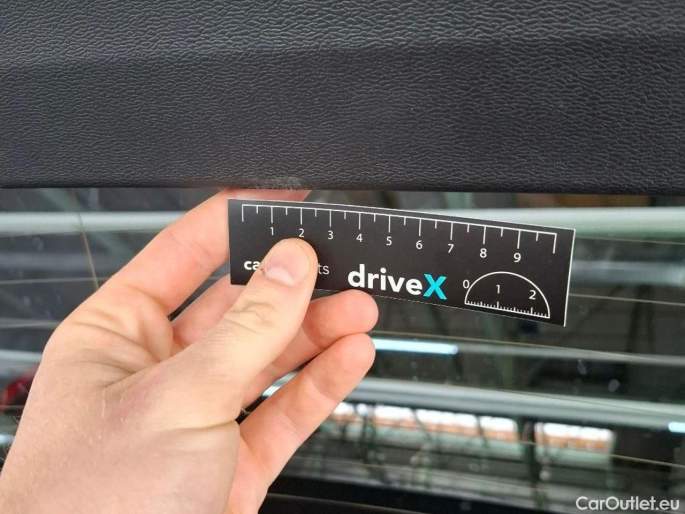 1 2 3 4 5 6 7 8 9
driveX
0 1 2
CarOutlet.eu